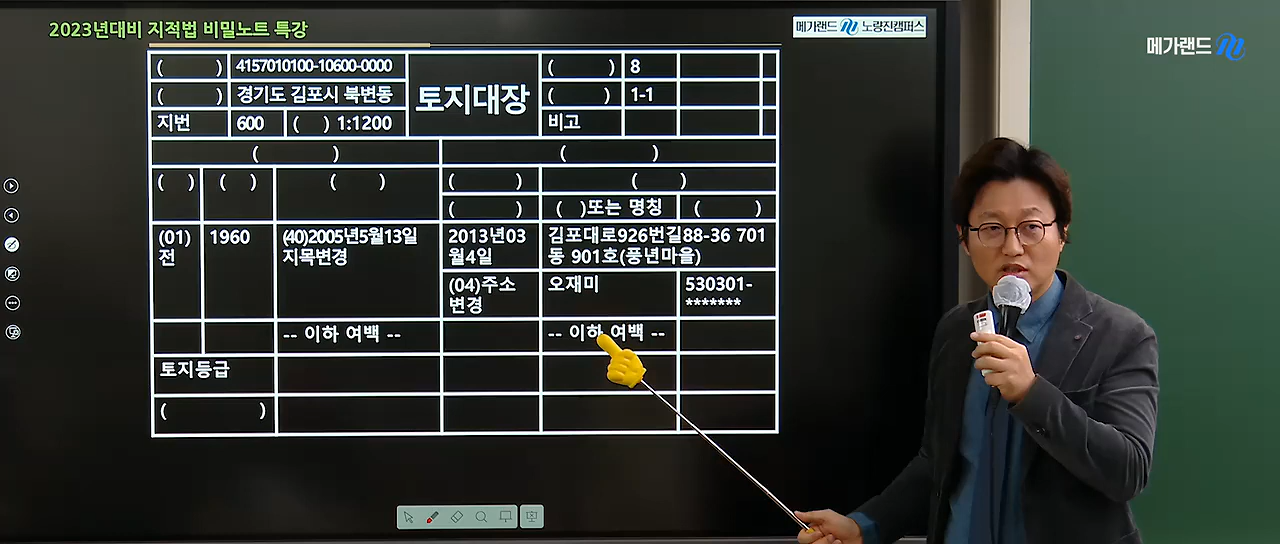 2023년대비 지적법 비밀노트 특강
메가랜드 노량진캠퍼스
메가랜드
( ) 4157010100-10600-0000 토지대장 ( ) 8
( ) 경기도 김포시 북변동 ( ) 1-1
지번 600 ( ) 1:1200 비고
( ) ( )
( ) ( ) ( ) ( ) ( )
( ) ( )또는 명칭 ( )
(01) 1960 (40)2005년5월13일 2013년03 김포대로926번길88-36 701
전 지목변경 월4일 동 901호(풍년마을)
(04)주소 오재미 530301-
변경 *******
-- 이하 여백 -- -- 이하 여백 --
토지등급
( )